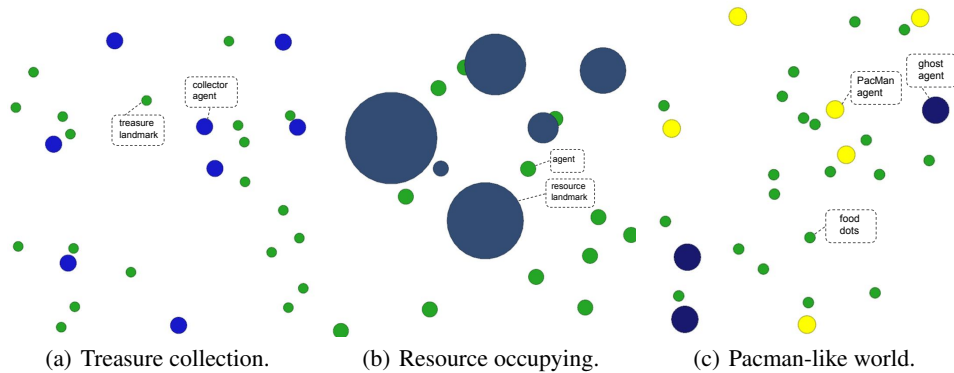 collector
agent
treasure
landmark
(a) Treasure collection.
agent
resource
landmark
(b) Resource occupying.
ghost
agent
PacMan
agent
food
dots
(c) Pacman-like world.